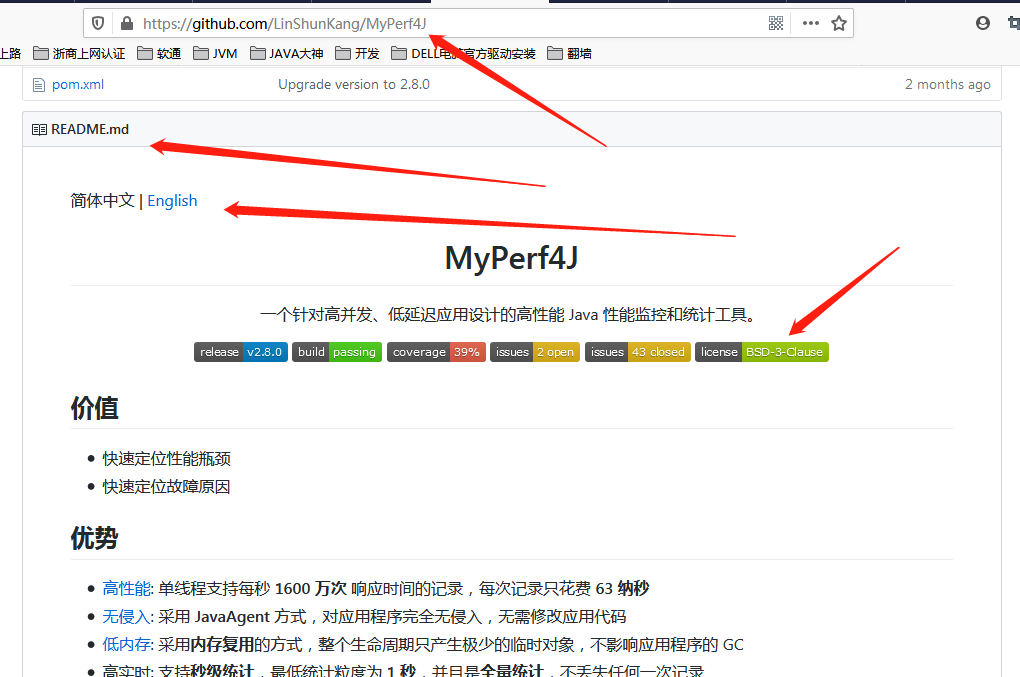 https://github.com/LinShunKang/MyPerf4J
上路 浙商上网认证 软通 JVM JAVA大神 开发 DELL电脑官方驱动安装 翻墙
pom.xml Upgrade version to 2.8.0 2 months ago
README.md
简体中文 | English
MyPerf4J
一个针对高并发、低延迟应用设计的高性能 Java 性能监控和统计工具。
release v2.8.0 build passing coverage 39% issues 2 open issues 43 closed license BSD-3-Clause
价值
快速定位性能瓶颈
快速定位故障原因
优势
高性能: 单线程支持每秒 1600 万次 响应时间的记录，每次记录只花费 63 纳秒
无侵入: 采用 JavaAgent 方式，对应用程序完全无侵入，无需修改应用代码
低内存: 采用内存复用的方式，整个生命周期只产生极少的临时对象，不影响应用程序的 GC
高实时: 支持秒级统计，最低统计粒度为 1 秒，并且是全量统计，不丢失任何一次记录